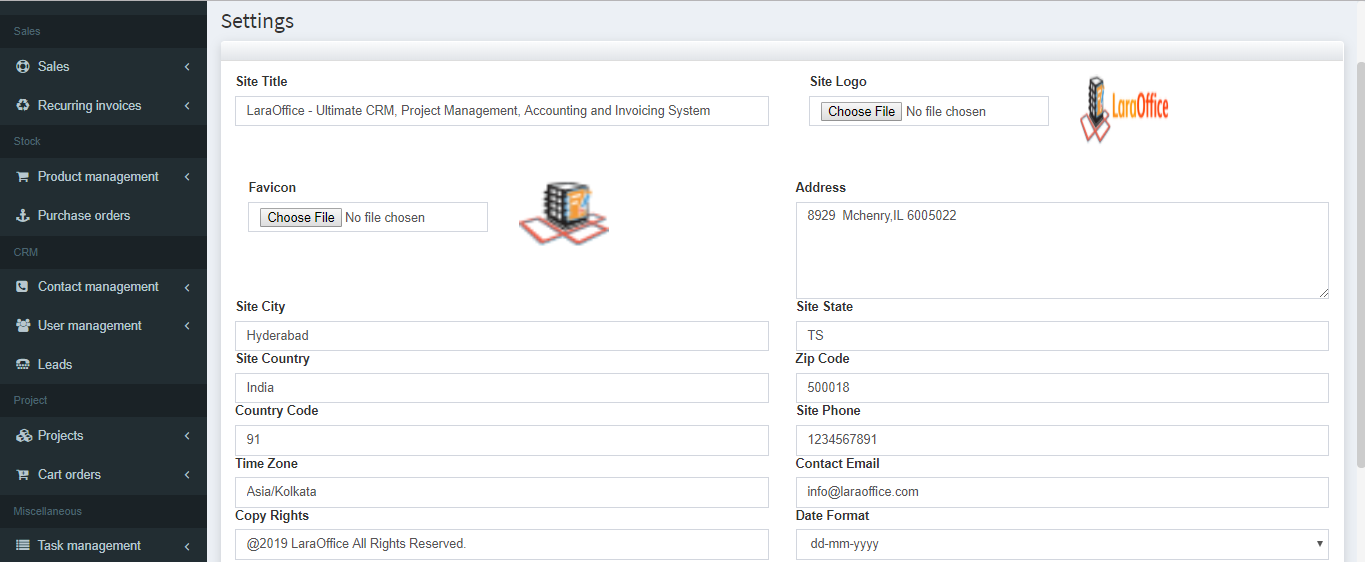 Settings
Sales
Sales
Recurring invoices
Stock
Product management
Purchase orders
CRM
Contact management
User management
Leads
Project
Projects
Cart orders
Miscellaneous
Task management
Site Title
LaraOffice - Ultimate CRM, Project Management, Accounting and Invoicing System
Site Logo
Choose File No file chosen
LaraOffice
Favicon
Choose File No file chosen
Address
8929  Mchenry,IL 6005022
Site City
Hyderabad
Site State
TS
Site Country
India
Zip Code
500018
Country Code
91
Site Phone
1234567891
Time Zone
Asia/Kolkata
Contact Email
info@laraoffice.com
Copy Rights
@2019 LaraOffice All Rights Reserved.
Date Format
dd-mm-yyyy